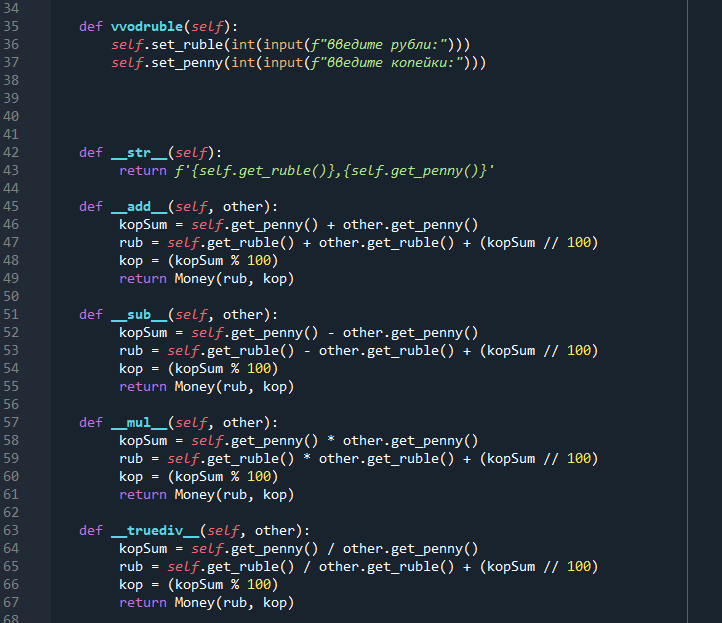 34
35 def vvodruble(self):
36 self.set_ruble(int(input(f"введите рубли:")))
37 self.set_penny(int(input(f"введите копейки:")))
38
39
40
41
42 def __str__(self):
43 return f'{self.get_ruble()},{self.get_penny()}'
44
45 def __add__(self, other):
46 kopSum = self.get_penny() + other.get_penny()
47 rub = self.get_ruble() + other.get_ruble() + (kopSum // 100)
48 kop = (kopSum % 100)
49 return Money(rub, kop)
50
51 def __sub__(self, other):
52 kopSum = self.get_penny() - other.get_penny()
53 rub = self.get_ruble() - other.get_ruble() + (kopSum // 100)
54 kop = (kopSum % 100)
55 return Money(rub, kop)
56
57 def __mul__(self, other):
58 kopSum = self.get_penny() * other.get_penny()
59 rub = self.get_ruble() * other.get_ruble() + (kopSum // 100)
60 kop = (kopSum % 100)
61 return Money(rub, kop)
62
63 def __truediv__(self, other):
64 kopSum = self.get_penny() / other.get_penny()
65 rub = self.get_ruble() / other.get_ruble() + (kopSum // 100)
66 kop = (kopSum % 100)
67 return Money(rub, kop)
68